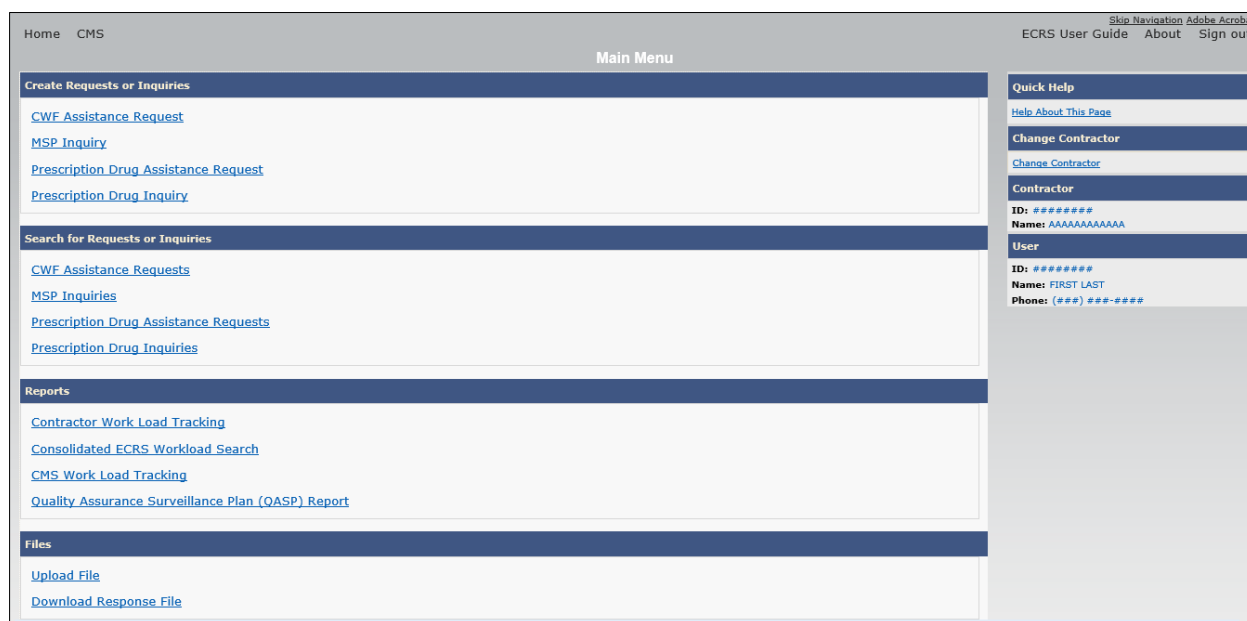 Skip Navigation Adobe Acroba
Home CMS
ECRS User Guide About Sign out
Main Menu
Create Requests or Inquiries
CWF Assistance Request
MSP Inquiry
Prescription Drug Assistance Request
Prescription Drug Inquiry
Search for Requests or Inquiries
CWF Assistance Requests
MSP Inquiries
Prescription Drug Assistance Requests
Prescription Drug Inquiries
Reports
Contractor Work Load Tracking
Consolidated ECRS Workload Search
CMS Work Load Tracking
Quality Assurance Surveillance Plan (QASP) Report
Files
Upload File
Download Response File
Quick Help
Help About This Page
Change Contractor
Change Contractor
Contractor
ID: ########
Name: AAAAAAAAAAAA
User
ID: ########
Name: FIRST LAST
Phone: (###) ###-####